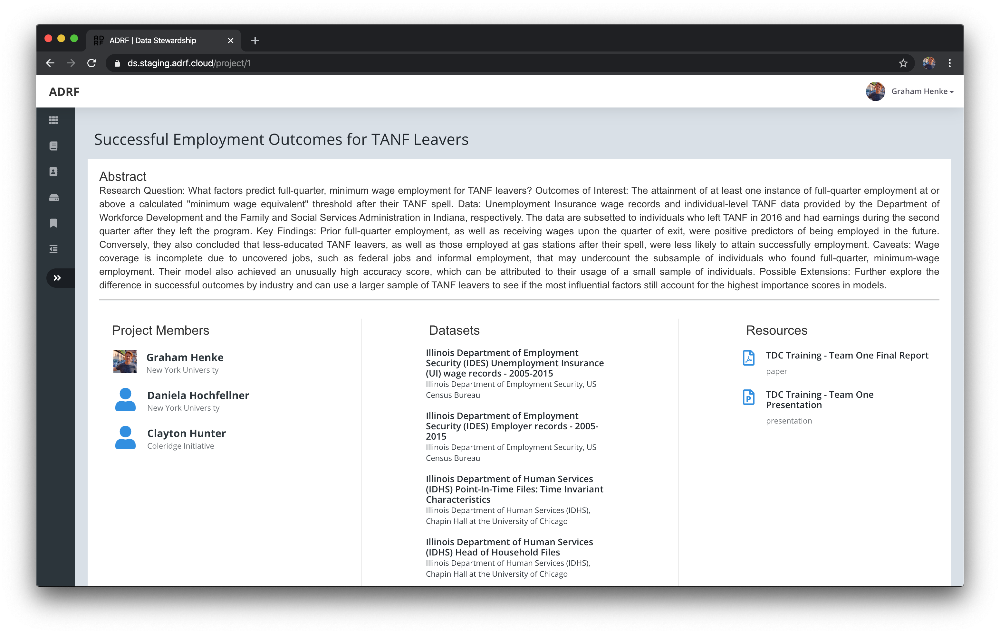 ADRF | Data Stewardship
ds.staging.adrf.cloud/project/1
ADRF
Graham Henke
Successful Employment Outcomes for TANF Leavers
Abstract
Research Question: What factors predict full-quarter, minimum wage employment for TANF leavers? Outcomes of Interest: The attainment of at least one instance of full-quarter employment at or
above a calculated "minimum wage equivalent" threshold after their TANF spell. Data: Unemployment Insurance wage records and individual-level TANF data provided by the Department of
Workforce Development and the Family and Social Services Administration in Indiana, respectively. The data are subsetted to individuals who left TANF in 2016 and had earnings during the second
quarter after they left the program. Key Findings: Prior full-quarter employment, as well as receiving wages upon the quarter of exit, were positive predictors of being employed in the future.
Conversely, they also concluded that less-educated TANF leavers, as well as those employed at gas stations after their spell, were less likely to attain successfully employment. Caveats: Wage
coverage is incomplete due to uncovered jobs, such as federal jobs and informal employment, that may undercount the subsample of individuals who found full-quarter, minimum-wage
employment. Their model also achieved an unusually high accuracy score, which can be attributed to their usage of a small sample of individuals. Possible Extensions: Further explore the
difference in successful outcomes by industry and can use a larger sample of TANF leavers to see if the most influential factors still account for the highest importance scores in models.
Project Members
Graham Henke
New York University
Daniela Hochfellner
New York University
Clayton Hunter
Coleridge Initiative
Datasets
Illinois Department of Employment
Security (IDES) Unemployment Insurance
(UI) wage records - 2005-2015
Illinois Department of Employment Security, US
Census Bureau
Illinois Department of Employment
Security (IDES) Employer records - 2005-
2015
Illinois Department of Employment Security, US
Census Bureau
Illinois Department of Human Services
(IDHS) Point-In-Time Files: Time Invariant
Characteristics
Illinois Department of Human Services (IDHS),
Chapin Hall at the University of Chicago
Illinois Department of Human Services
(IDHS) Head of Household Files
Illinois Department of Human Services (IDHS),
Chapin Hall at the University of Chicago
Resources
TDC Training - Team One Final Report
paper
TDC Training - Team One
Presentation
presentation